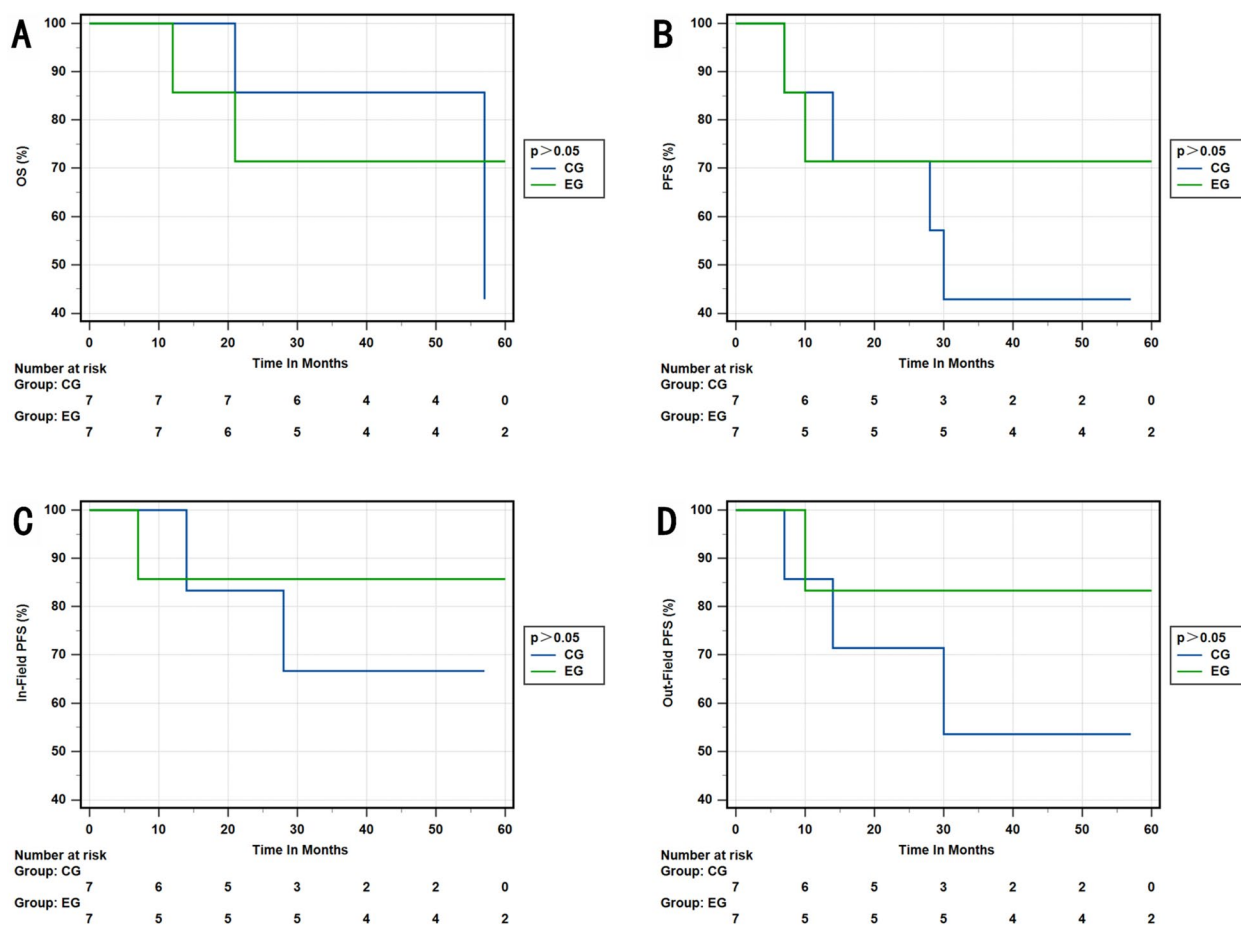 A
100
90
80
70
60
50
40
OS (%)
0 10 20 30 40 50 60
Time In Months
p＞0.05
CG
EG
Number at risk
Group: CG
7 7 7 6 4 4 0
Group: EG
7 7 6 5 4 4 2
B
100
90
80
70
60
50
40
PFS (%)
0 10 20 30 40 50 60
Time In Months
p＞0.05
CG
EG
Number at risk
Group: CG
7 6 5 3 2 2 0
Group: EG
7 5 5 5 4 4 2
C
100
90
80
70
60
50
40
In-Field PFS (%)
0 10 20 30 40 50 60
Time In Months
p＞0.05
CG
EG
Number at risk
Group: CG
7 6 5 3 2 2 0
Group: EG
7 5 5 5 4 4 2
D
100
90
80
70
60
50
40
Out-Field PFS (%)
0 10 20 30 40 50 60
Time In Months
p＞0.05
CG
EG
Number at risk
Group: CG
7 6 5 3 2 2 0
Group: EG
7 5 5 5 4 4 2